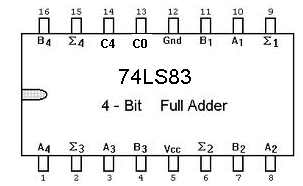 16 15 14 13 12 11 10 9
B4 Σ4 C4 C0 Gnd B1 A1 Σ1
74LS83
4 - Bit Full Adder
A4 Σ3 A3 B3 Vcc Σ2 B2 A2
1 2 3 4 5 6 7 8